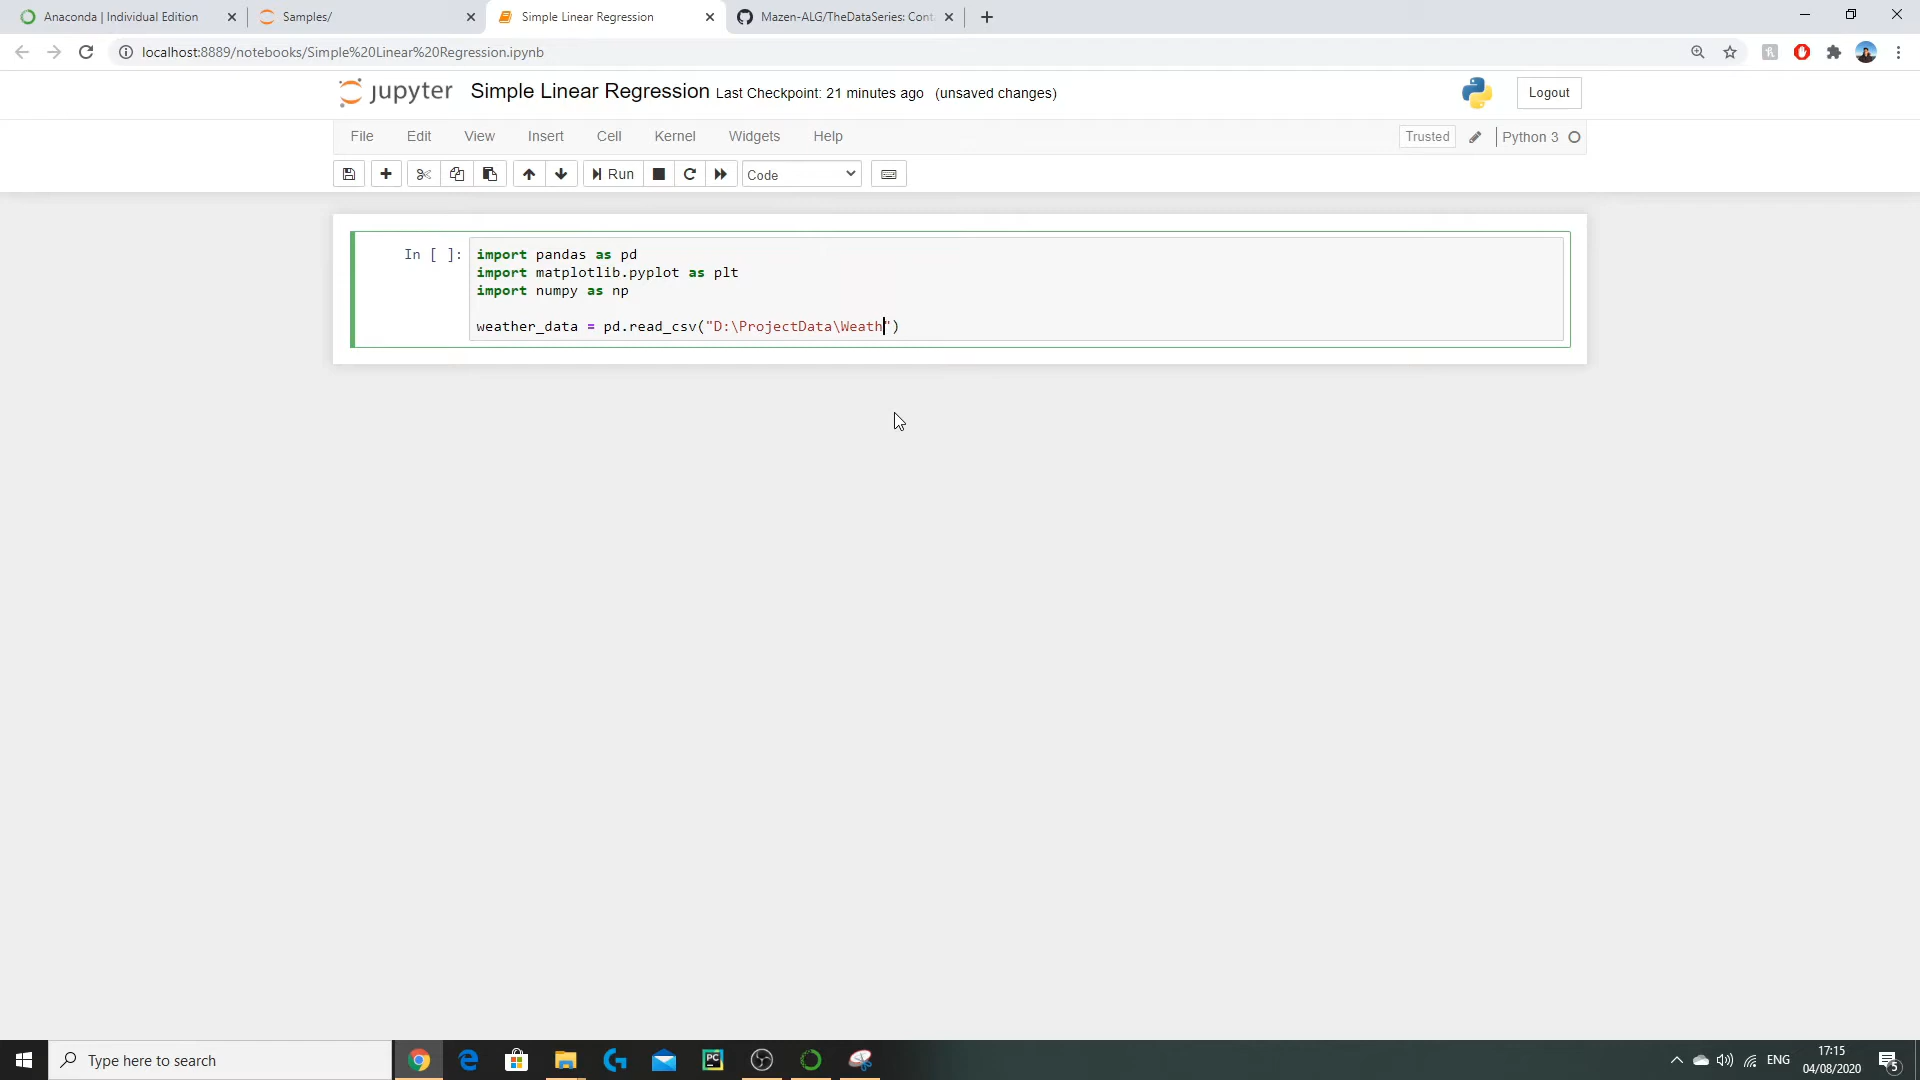 Anaconda | Individual Edition
Samples/
Simple Linear Regression
Mazen-ALG/TheDataSeries: Cont
localhost:8889/notebooks/Simple%20Linear%20Regression.ipynb
jupyter Simple Linear Regression Last Checkpoint: 21 minutes ago (unsaved changes)
Logout
File Edit View Insert Cell Kernel Widgets Help
Trusted
Python 3
Run
Code
In [ ]:
import pandas as pd
import matplotlib.pyplot as plt
import numpy as np
weather_data = pd.read_csv("D:\ProjectData\Weath")
Type here to search
PC
ENG
17:15
04/08/2020
5